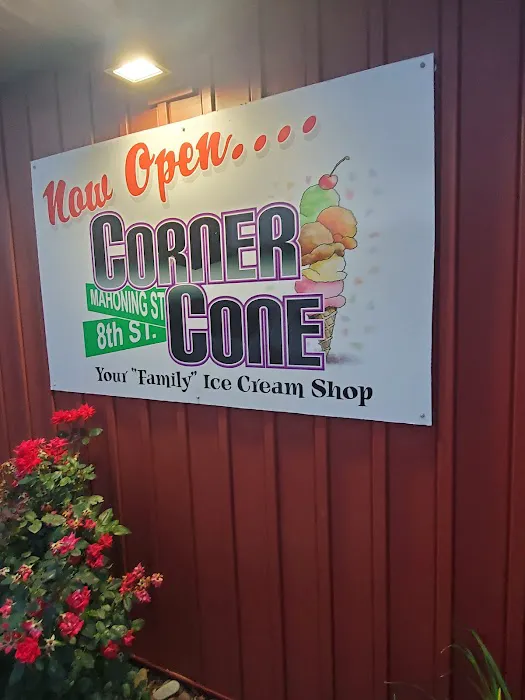 Now Open....
CORNER
MAHONING ST
8th ST.
CONE
Your "Family" Ice Cream Shop